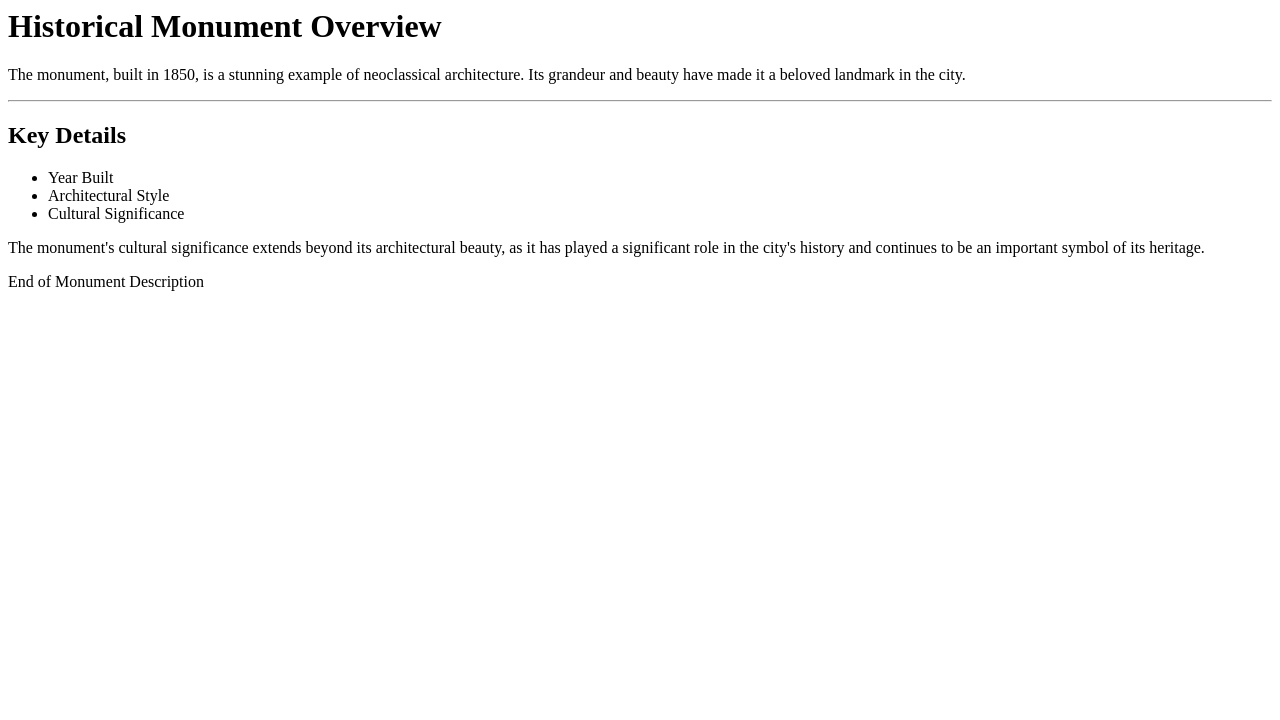 Historical Monument Overview
The monument, built in 1850, is a stunning example of neoclassical architecture. Its grandeur and beauty have made it a beloved landmark in the city.
Key Details
Year Built
Architectural Style
Cultural Significance
The monument's cultural significance extends beyond its architectural beauty, as it has played a significant role in the city's history and continues to be an important symbol of its heritage.
End of Monument Description